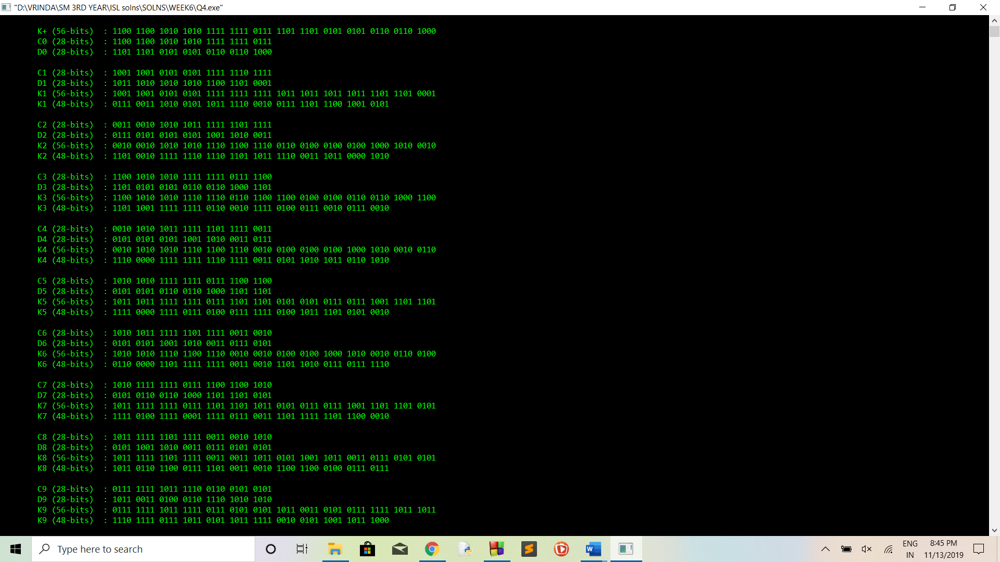 "D:\VRINDA\SM 3RD YEAR\ISL solns\SOLNS\WEEK6\Q4.exe"
K+ (56-bits) : 1100 1100 1010 1010 1111 1111 0111 1101 1101 0101 0101 0110 0110 1000
C0 (28-bits) : 1100 1100 1010 1010 1111 1111 0111
D0 (28-bits) : 1101 1101 0101 0101 0110 0110 1000
C1 (28-bits) : 1001 1001 0101 0101 1111 1110 1111
D1 (28-bits) : 1011 1010 1010 1010 1100 1101 0001
K1 (56-bits) : 1001 1001 0101 0101 1111 1111 1111 1011 1011 1011 1011 1101 1101 0001
K1 (48-bits) : 0111 0011 1010 0101 1011 1110 0010 0111 1101 1100 1001 0101
C2 (28-bits) : 0011 0010 1010 1011 1111 1101 1111
D2 (28-bits) : 0111 0101 0101 0101 1001 1010 0011
K2 (56-bits) : 0010 0010 1010 1010 1110 1100 1110 0110 0100 0100 0100 1000 1010 0010
K2 (48-bits) : 1101 0010 1111 1110 1110 1101 1011 1110 0011 1011 0000 1010
C3 (28-bits) : 1100 1010 1010 1111 1111 0111 1100
D3 (28-bits) : 1101 0101 0101 0110 0110 1000 1101
K3 (56-bits) : 1100 1010 1010 1110 1110 0110 1100 1100 0100 0100 0110 0110 1000 1100
K3 (48-bits) : 1101 1001 1111 1111 0110 0010 1111 0100 0111 0010 0111 0010
C4 (28-bits) : 0010 1010 1011 1111 1101 1111 0011
D4 (28-bits) : 0101 0101 0101 1001 1010 0011 0111
K4 (56-bits) : 0010 1010 1010 1110 1100 1110 0010 0100 0100 0100 1000 1010 0010 0110
K4 (48-bits) : 1110 0000 1111 1111 1110 1111 0011 0101 1010 1011 0110 1010
C5 (28-bits) : 1010 1010 1111 1111 0111 1100 1100
D5 (28-bits) : 0101 0101 0110 0110 1000 1101 1101
K5 (56-bits) : 1011 1011 1111 1111 0111 1101 1101 0101 0101 0111 0111 1001 1101 1101
K5 (48-bits) : 1111 0000 1111 0111 0100 0111 1111 0100 1011 1101 0101 0010
C6 (28-bits) : 1010 1011 1111 1101 1111 0011 0010
D6 (28-bits) : 0101 0101 1001 1010 0011 0111 0101
K6 (56-bits) : 1010 1010 1110 1100 1110 0010 0010 0100 0100 1000 1010 0010 0110 0100
K6 (48-bits) : 0110 0000 1101 1111 1111 0011 0010 1101 1010 0111 0111 1110
C7 (28-bits) : 1010 1111 1111 0111 1100 1100 1010
D7 (28-bits) : 0101 0110 0110 1000 1101 1101 0101
K7 (56-bits) : 1011 1111 1111 0111 1101 1101 1011 0101 0111 0111 1001 1101 1101 0101
K7 (48-bits) : 1111 0100 1111 0001 1111 0111 0011 1101 1111 1101 1100 0010
C8 (28-bits) : 1011 1111 1101 1111 0011 0010 1010
D8 (28-bits) : 0101 1001 1010 0011 0111 0101 0101
K8 (56-bits) : 1011 1111 1101 1111 0011 0011 1011 0101 1001 1011 0011 0111 0101 0101
K8 (48-bits) : 1011 0110 1100 0111 1101 0011 0010 1100 1100 0100 0111 0111
C9 (28-bits) : 0111 1111 1011 1110 0110 0101 0101
D9 (28-bits) : 1011 0011 0100 0110 1110 1010 1010
K9 (56-bits) : 0111 1111 1011 1111 0111 0101 0101 1011 0011 0101 0111 1111 1011 1011
K9 (48-bits) : 1110 1111 0111 1011 0101 1011 1111 0010 0101 1001 1011 1000
Type here to search
ENG
IN
8:45 PM
11/13/2019